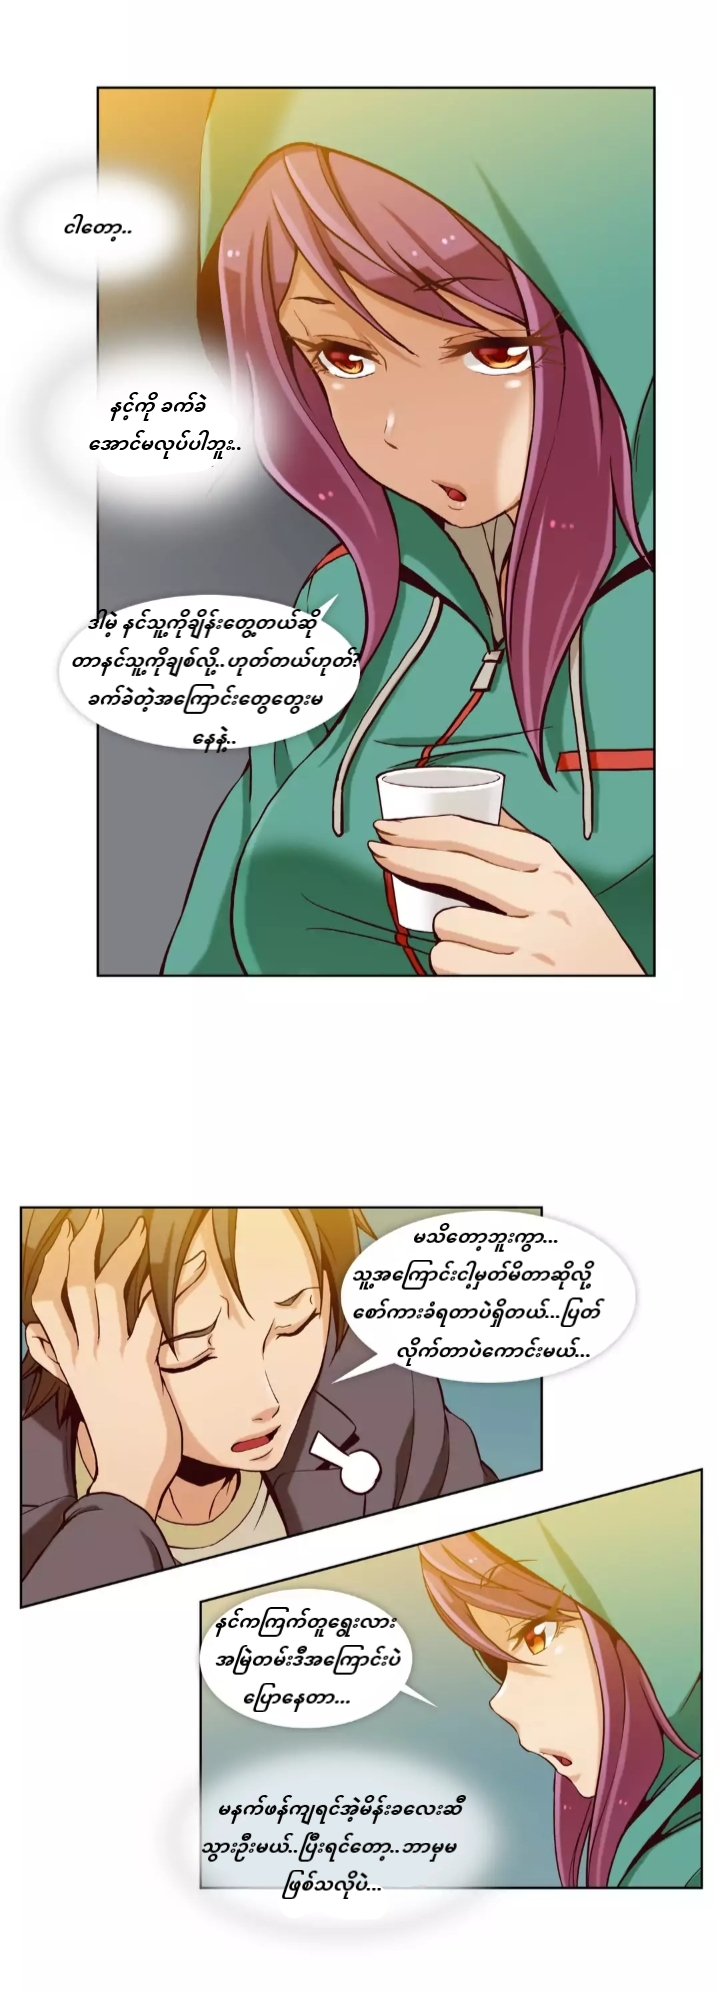 ငါတော့..
နင့်ကို ခက်ခဲ
အောင်မလုပ်ပါဘူး..
ဒါမဲ့ နင်သူ့ကိုချိန်းတွေ့တယ်ဆို
တာနင်သူ့ကိုချစ်လို့..ဟုတ်တယ်ဟုတ်?
ခက်ခဲတဲ့အကြောင်းတွေတွေးမ
နေနဲ့..
မသိတော့ဘူးကွာ...
သူ့အကြောင်းငါ့မှတ်မိတာဆိုလို့
စော်ကားခံရတာပဲရှိတယ်...ပြတ်
လိုက်တာပဲကောင်းမယ်...
နင်ကကြက်တူရွေးလား
အမြဲတမ်းဒီအကြောင်းပဲ
ပြောနေတာ...
မနက်ဖန်ကျရင်အဲ့မိန်းခလေးဆီ
သွားဦးမယ်..ပြီးရင်တော့..ဘာမှမ
ဖြစ်သလိုပဲ...